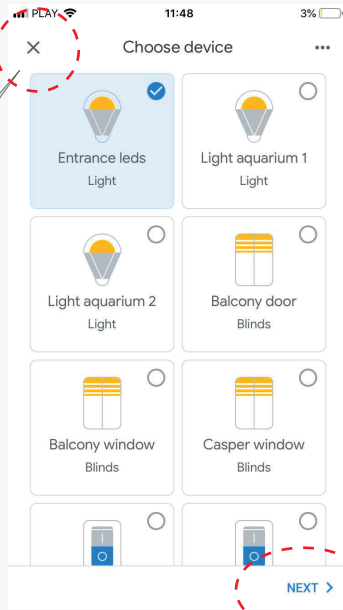 PLAY 11:48 3%
Choose device
Entrance leds
Light
Light aquarium 1
Light
Light aquarium 2
Light
Balcony door
Blinds
Balcony window
Blinds
Casper window
Blinds
NEXT